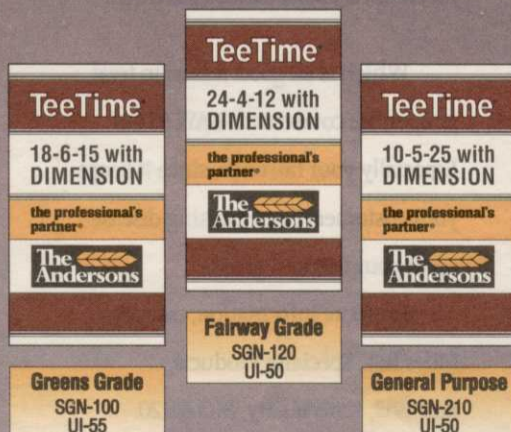 TeeTime
18-6-15 with
DIMENSION
the professional's
partner®
The
Andersons
Greens Grade
SGN-100
UI-55
TeeTime
24-4-12 with
DIMENSION
the professional's
partner®
The
Andersons
Fairway Grade
SGN-120
UI-50
TeeTime
10-5-25 with
DIMENSION
the professional's
partner®
The
Andersons
General Purpose
SGN-210
UI-50